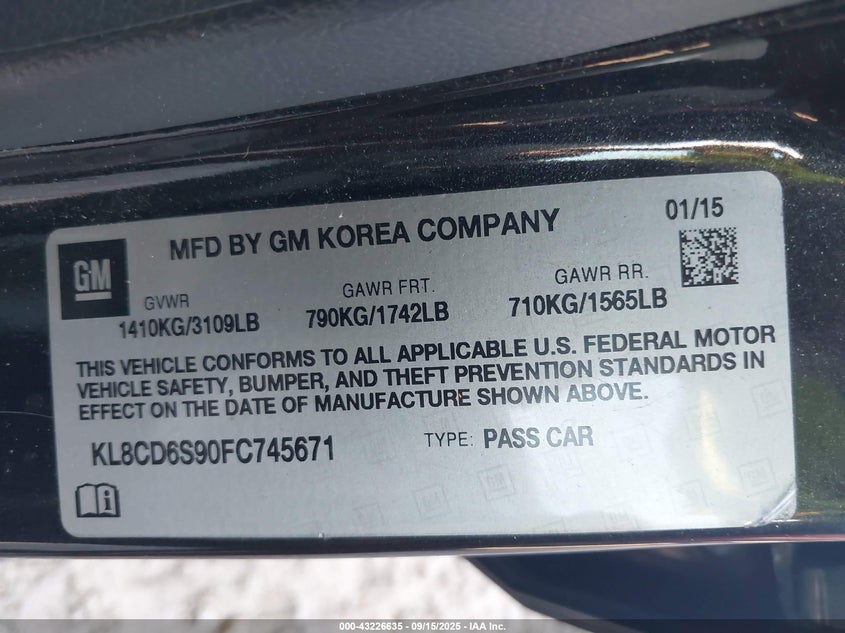 MFD BY GM KOREA COMPANY
01/15
GM
GVWR
1410KG/3109LB
GAWR FRT.
790KG/1742LB
GAWR RR.
710KG/1565LB
THIS VEHICLE CONFORMS TO ALL APPLICABLE U.S. FEDERAL MOTOR
VEHICLE SAFETY, BUMPER, AND THEFT PREVENTION STANDARDS IN
EFFECT ON THE DATE OF MANUFACTURE SHOWN ABOVE.
KL8CD6S90FC745671
TYPE: PASS CAR
i
000-43226635 - 09/15/2025 - IAA Inc.